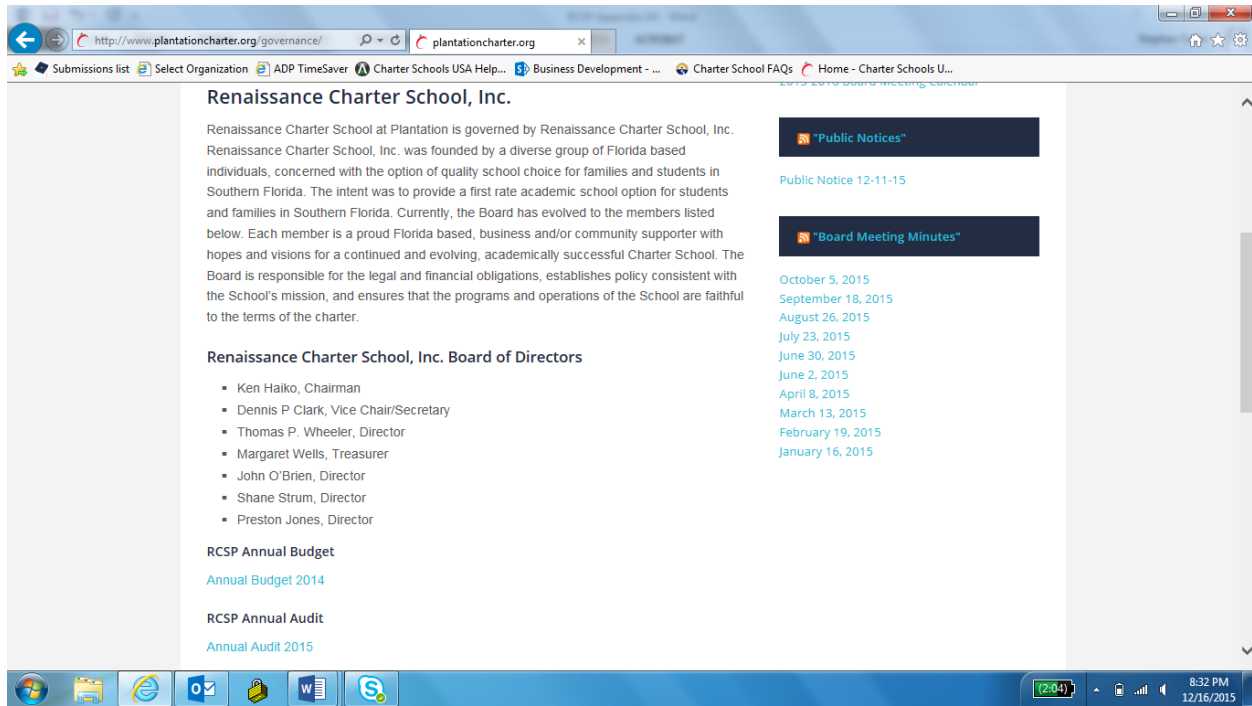 RCSP Appendix AA - Word
ACROBAT
http://www.plantationcharter.org/governance/
plantationcharter.org
Submissions list
Select Organization
ADP TimeSaver
Charter Schools USA Help...
Business Development - ...
Charter School FAQs
Home - Charter Schools U...
Renaissance Charter School, Inc.
Renaissance Charter School at Plantation is governed by Renaissance Charter School, Inc.
Renaissance Charter School, Inc. was founded by a diverse group of Florida based
individuals, concerned with the option of quality school choice for families and students in
Southern Florida. The intent was to provide a first rate academic school option for students
and families in Southern Florida. Currently, the Board has evolved to the members listed
below. Each member is a proud Florida based, business and/or community supporter with
hopes and visions for a continued and evolving, academically successful Charter School. The
Board is responsible for the legal and financial obligations, establishes policy consistent with
the School's mission, and ensures that the programs and operations of the School are faithful
to the terms of the charter.
Renaissance Charter School, Inc. Board of Directors
Ken Haiko, Chairman
Dennis P Clark, Vice Chair/Secretary
Thomas P. Wheeler, Director
Margaret Wells, Treasurer
John O'Brien, Director
Shane Strum, Director
Preston Jones, Director
RCSP Annual Budget
Annual Budget 2014
RCSP Annual Audit
Annual Audit 2015
2015-2016 Board Meeting Calendar
"Public Notices"
Public Notice 12-11-15
"Board Meeting Minutes"
October 5, 2015
September 18, 2015
August 26, 2015
July 23, 2015
June 30, 2015
June 2, 2015
April 8, 2015
March 13, 2015
February 19, 2015
January 16, 2015
(2:04)
8:32 PM
12/16/2015